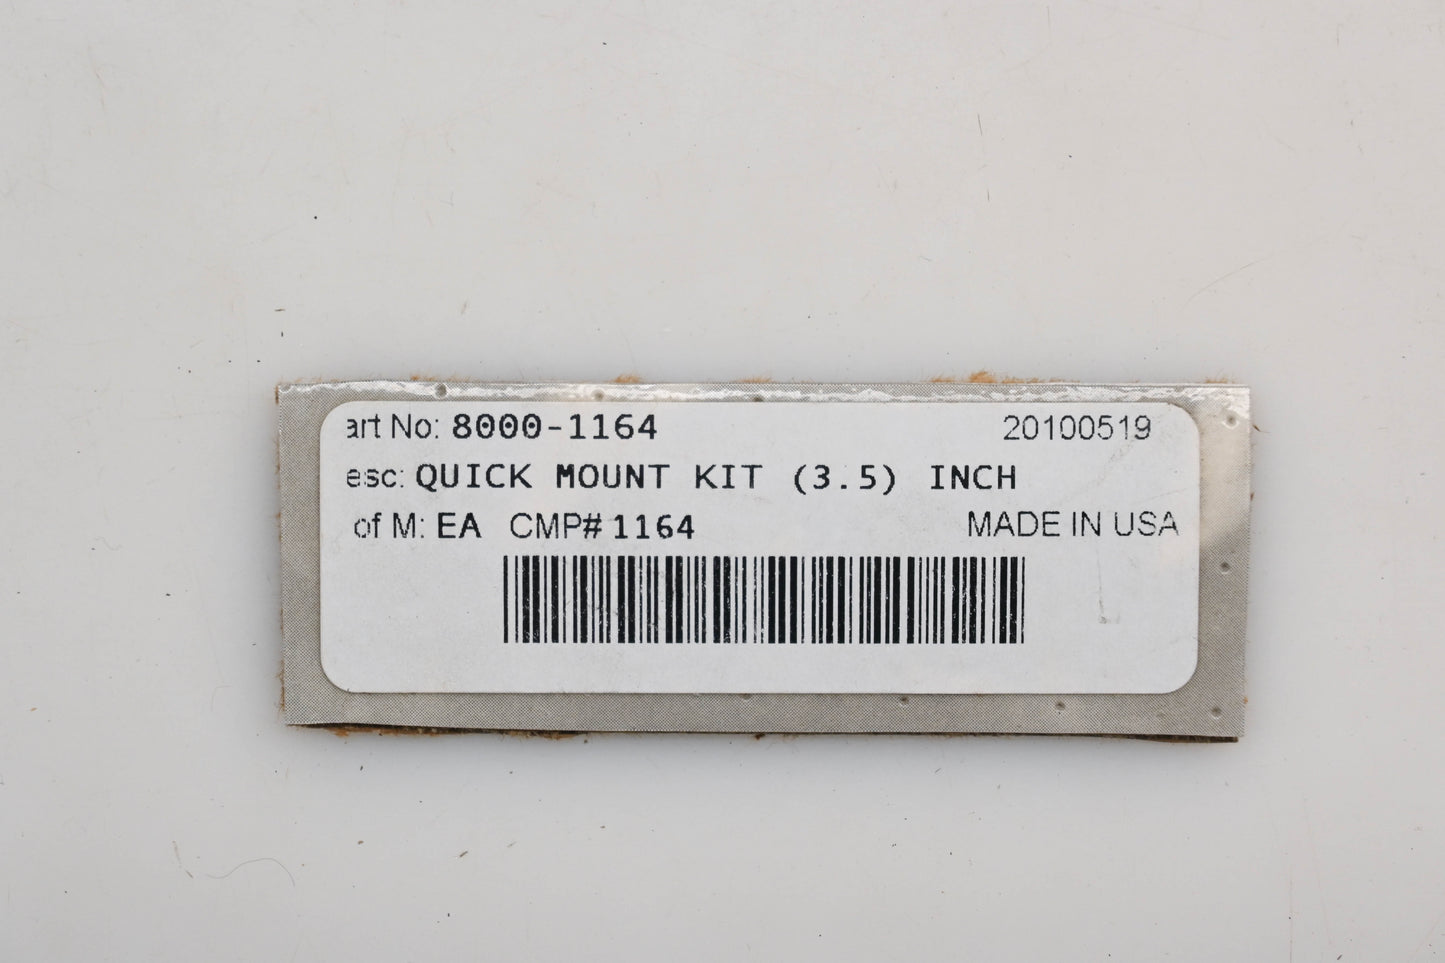 art No: 8000-1164 20100519
esc: QUICK MOUNT KIT (3.5) INCH
of M: EA CMP# 1164 MADE IN USA